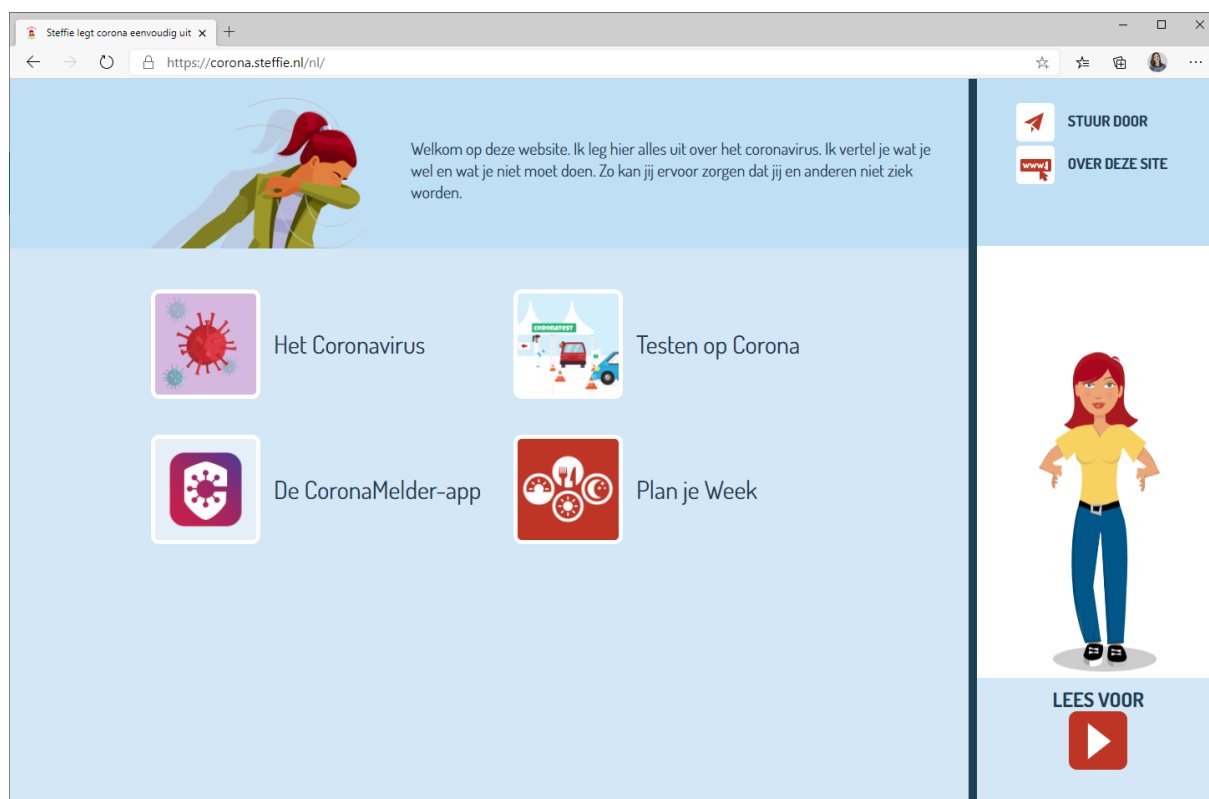 Steffie legt corona eenvoudig uit
https://corona.steffie.nl/nl/
Welkom op deze website. Ik leg hier alles uit over het coronavirus. Ik vertel je wat je
wel en wat je niet moet doen. Zo kan jij ervoor zorgen dat jij en anderen niet ziek
worden.
STUUR DOOR
www.
OVER DEZE SITE
Het Coronavirus
CORONATEST
Testen op Corona
De CoronaMelder-app
Plan je Week
LEES VOOR